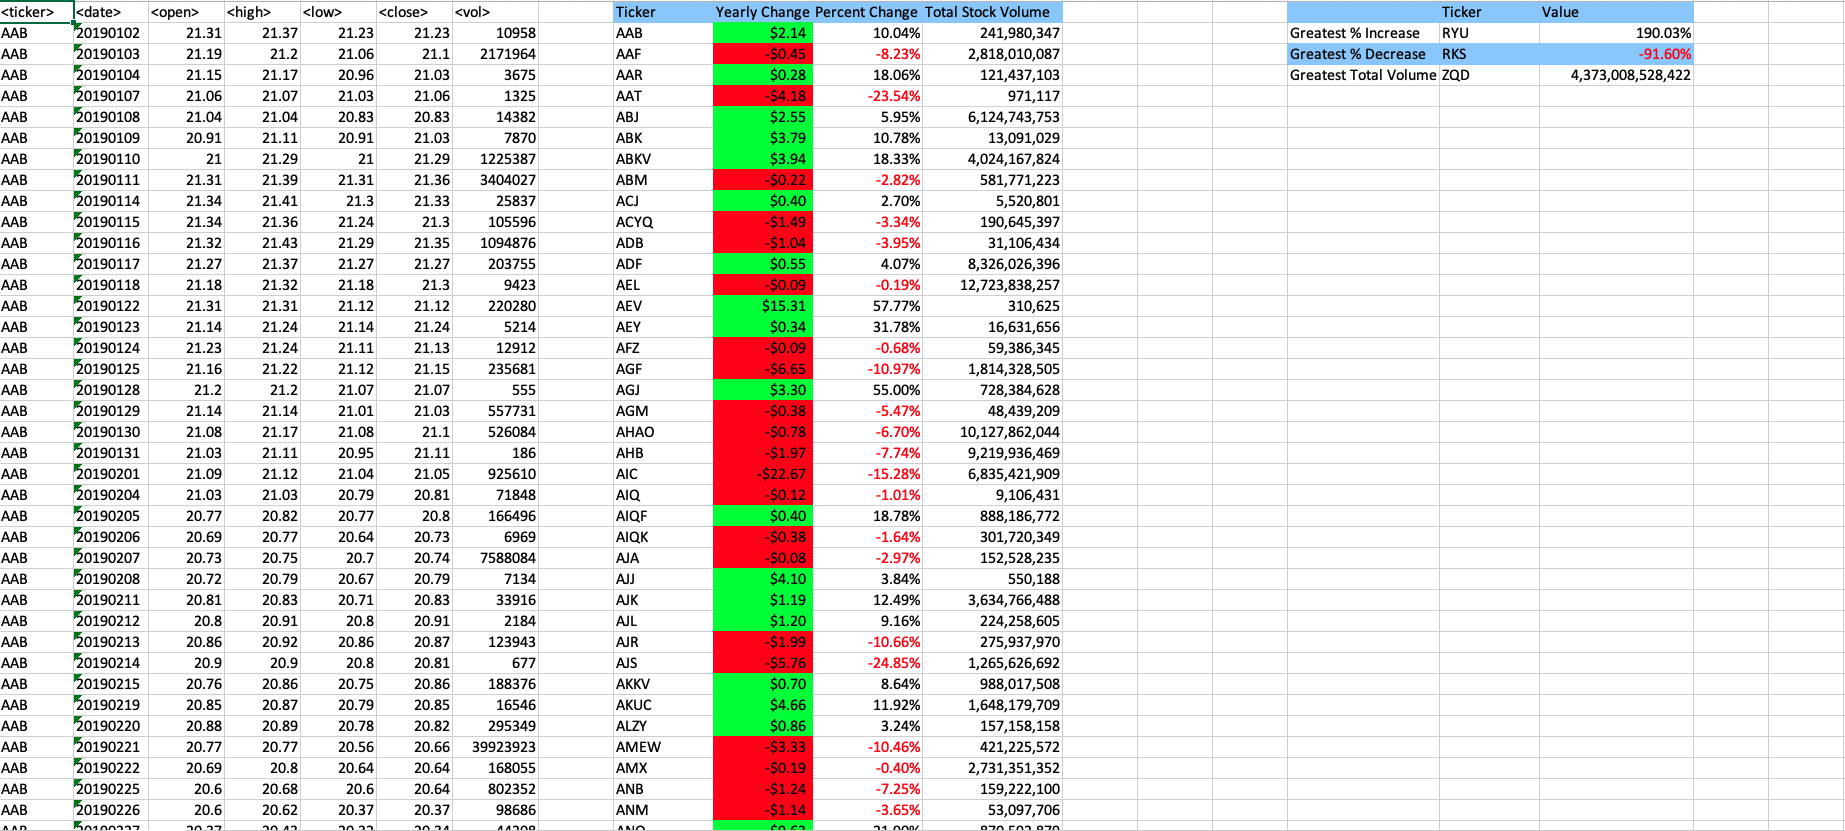 <ticker> <date> <open> <high> <low> <close> <vol> Ticker Yearly Change Percent Change Total Stock Volume Ticker Value
AAB 20190102 21.31 21.37 21.23 21.23 10958 AAB $2.14 10.04% 241,980,347 Greatest % Increase RYU 190.03%
AAB 20190103 21.19 21.2 21.06 21.1 2171964 AAF -$0.45 -8.23% 2,818,010,087 Greatest % Decrease RKS -91.60%
AAB 20190104 21.15 21.17 20.96 21.03 3675 AAR $0.28 18.06% 121,437,103 Greatest Total Volume ZQD 4,373,008,528,422
AAB 20190107 21.06 21.07 21.03 21.06 1325 AAT -$4.18 -23.54% 971,117
AAB 20190108 21.04 21.04 20.83 20.83 14382 ABJ $2.55 5.95% 6,124,743,753
AAB 20190109 20.91 21.11 20.91 21.03 7870 ABK $3.79 10.78% 13,091,029
AAB 20190110 21 21.29 21 21.29 1225387 ABKV $3.94 18.33% 4,024,167,824
AAB 20190111 21.31 21.39 21.31 21.36 3404027 ABM -$0.22 -2.82% 581,771,223
AAB 20190114 21.34 21.41 21.3 21.33 25837 ACJ $0.40 2.70% 5,520,801
AAB 20190115 21.34 21.36 21.24 21.3 105596 ACYQ -$1.49 -3.34% 190,645,397
AAB 20190116 21.32 21.43 21.29 21.35 1094876 ADB -$1.04 -3.95% 31,106,434
AAB 20190117 21.27 21.37 21.27 21.27 203755 ADF $0.55 4.07% 8,326,026,396
AAB 20190118 21.18 21.32 21.18 21.3 9423 AEL -$0.09 -0.19% 12,723,838,257
AAB 20190122 21.31 21.31 21.12 21.12 220280 AEV $15.31 57.77% 310,625
AAB 20190123 21.14 21.24 21.14 21.24 5214 AEY $0.34 31.78% 16,631,656
AAB 20190124 21.23 21.24 21.11 21.13 12912 AFZ -$0.09 -0.68% 59,386,345
AAB 20190125 21.16 21.22 21.12 21.15 235681 AGF -$6.65 -10.97% 1,814,328,505
AAB 20190128 21.2 21.2 21.07 21.07 555 AGJ $3.30 55.00% 728,384,628
AAB 20190129 21.14 21.14 21.01 21.03 557731 AGM -$0.38 -5.47% 48,439,209
AAB 20190130 21.08 21.17 21.08 21.1 526084 AHAO -$0.78 -6.70% 10,127,862,044
AAB 20190131 21.03 21.11 20.95 21.11 186 AHB -$1.97 -7.74% 9,219,936,469
AAB 20190201 21.09 21.12 21.04 21.05 925610 AIC -$22.67 -15.28% 6,835,421,909
AAB 20190204 21.03 21.03 20.79 20.81 71848 AIQ -$0.12 -1.01% 9,106,431
AAB 20190205 20.77 20.82 20.77 20.8 166496 AIQF $0.40 18.78% 888,186,772
AAB 20190206 20.69 20.77 20.64 20.73 6969 AIQK -$0.38 -1.64% 301,720,349
AAB 20190207 20.73 20.75 20.7 20.74 7588084 AJA -$0.08 -2.97% 152,528,235
AAB 20190208 20.72 20.79 20.67 20.79 7134 AJJ $4.10 3.84% 550,188
AAB 20190211 20.81 20.83 20.71 20.83 33916 AJK $1.19 12.49% 3,634,766,488
AAB 20190212 20.8 20.91 20.8 20.91 2184 AJL $1.20 9.16% 224,258,605
AAB 20190213 20.86 20.92 20.86 20.87 123943 AJR -$1.99 -10.66% 275,937,970
AAB 20190214 20.9 20.9 20.8 20.81 677 AJS -$5.76 -24.85% 1,265,626,692
AAB 20190215 20.76 20.86 20.75 20.86 188376 AKKV $0.70 8.64% 988,017,508
AAB 20190219 20.85 20.87 20.79 20.85 16546 AKUC $4.66 11.92% 1,648,179,709
AAB 20190220 20.88 20.89 20.78 20.82 295349 ALZY $0.86 3.24% 157,158,158
AAB 20190221 20.77 20.77 20.56 20.66 39923923 AMEW -$3.33 -10.46% 421,225,572
AAB 20190222 20.69 20.8 20.64 20.64 168055 AMX -$0.19 -0.40% 2,731,351,352
AAB 20190225 20.6 20.68 20.6 20.64 802352 ANB -$1.24 -7.25% 159,222,100
AAB 20190226 20.6 20.62 20.37 20.37 98686 ANM -$1.14 -3.65% 53,097,706